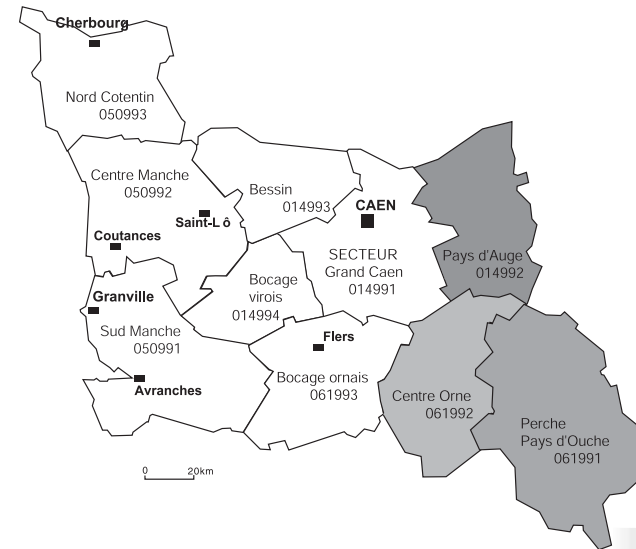 Cherbourg
Nord Cotentin
050993
Centre Manche
050992
Saint-L ô
Coutances
Bessin
014993
CAEN
SECTEUR
Grand Caen
014991
Pays d'Auge
014992
Bocage
virois
014994
Granville
Sud Manche
050991
Avranches
Flers
Bocage ornais
061993
Centre Orne
061992
Perche
Pays d'Ouche
061991
0 20km